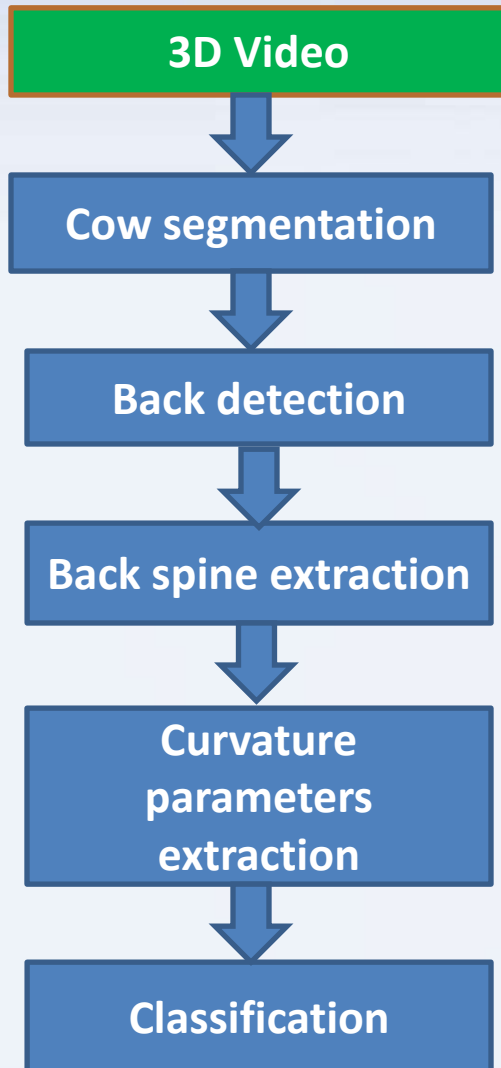 3D Video
Cow segmentation
Back detection
Back spine extraction
Curvature
parameters
extraction
Classification